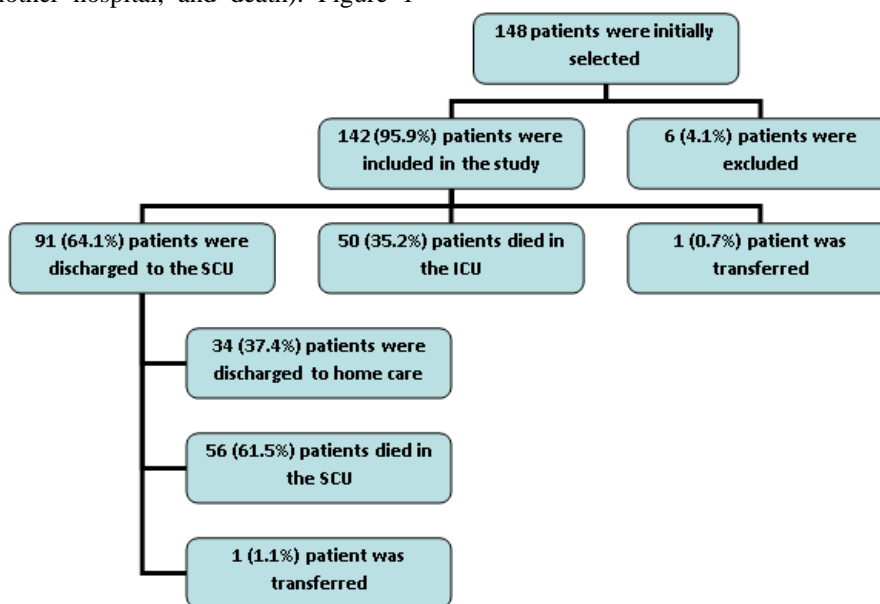 another hospital, and death). Figure 1
148 patients were initially
selected
142 (95.9%) patients were
included in the study
6 (4.1%) patients were
excluded
91 (64.1%) patients were
discharged to the SCU
50 (35.2%) patients died in
the ICU
1 (0.7%) patient was
transferred
34 (37.4%) patients were
discharged to home care
56 (61.5%) patients died in
the SCU
1 (1.1%) patient was
transferred